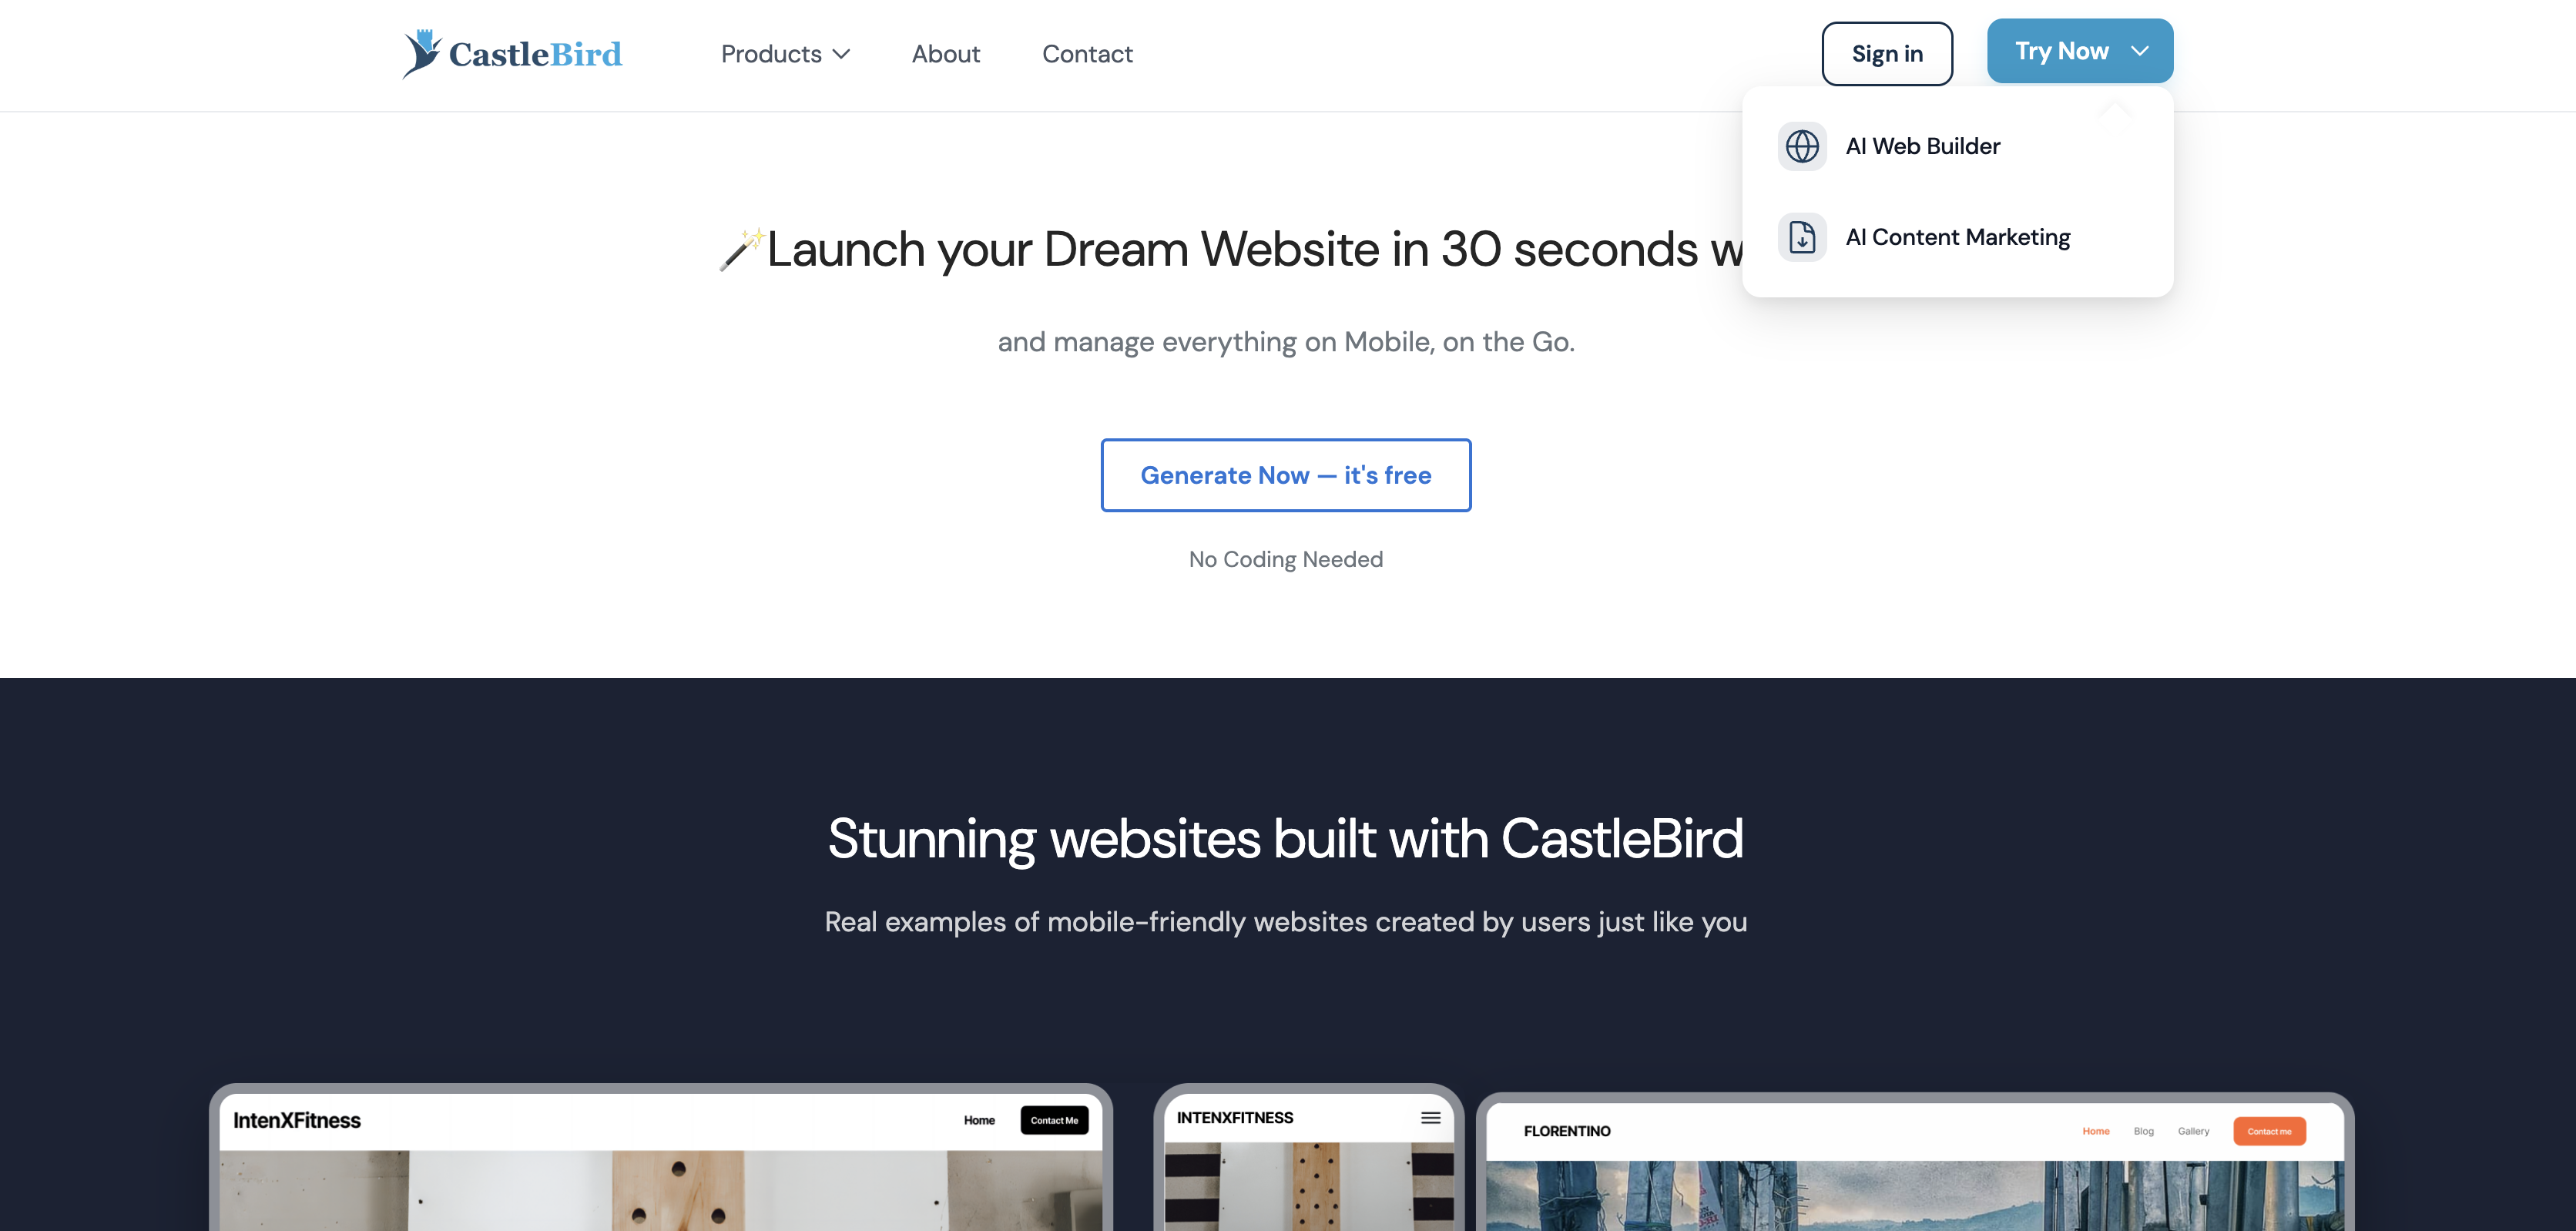 CastleBird
Products
About
Contact
Sign in
Try Now
AI Web Builder
AI Content Marketing
Launch your Dream Website in 30 seconds
and manage everything on Mobile, on the Go.
Generate Now — it's free
No Coding Needed
Stunning websites built with CastleBird
Real examples of mobile-friendly websites created by users just like you
IntenXFitness
Home
Contact Me
INTENXFITNESS
FLORENTINO
Home
Blog
Gallery
Contact me